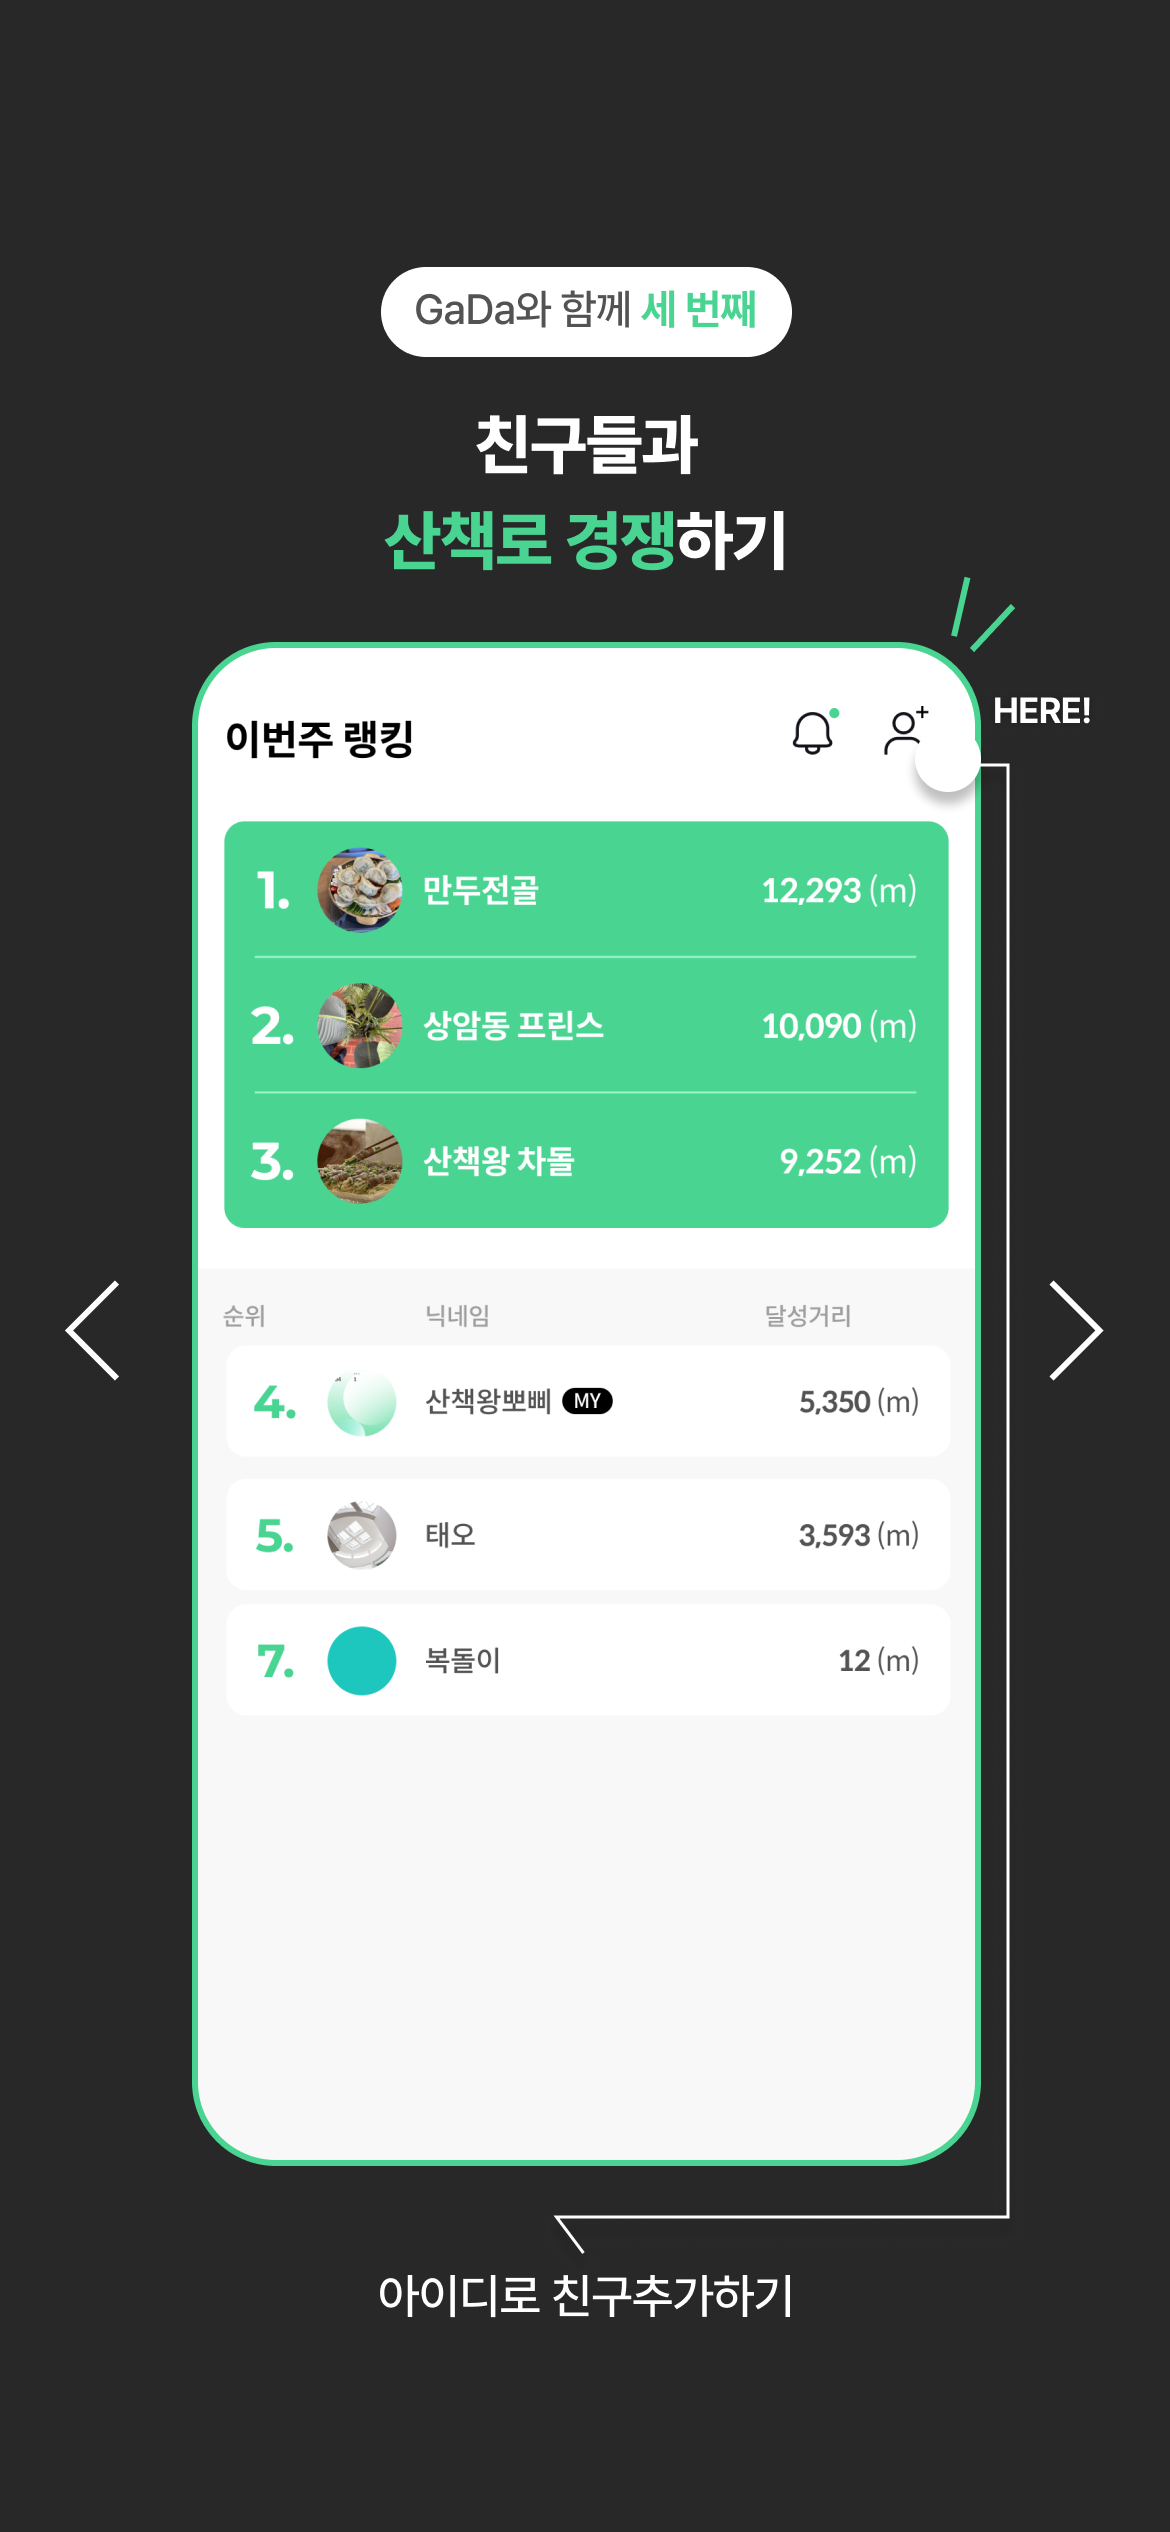 GaDa와 함께 세 번째
친구들과
산책로 경쟁하기
HERE!
이번주 랭킹
1. 만두전골 12,293 (m)
2. 상암동 프린스 10,090 (m)
3. 산책왕 차돌 9,252 (m)
순위 닉네임 달성거리
4. 산책왕뽀삐 MY 5,350 (m)
5. 태오 3,593 (m)
7. 복돌이 12 (m)
아이디로 친구추가하기